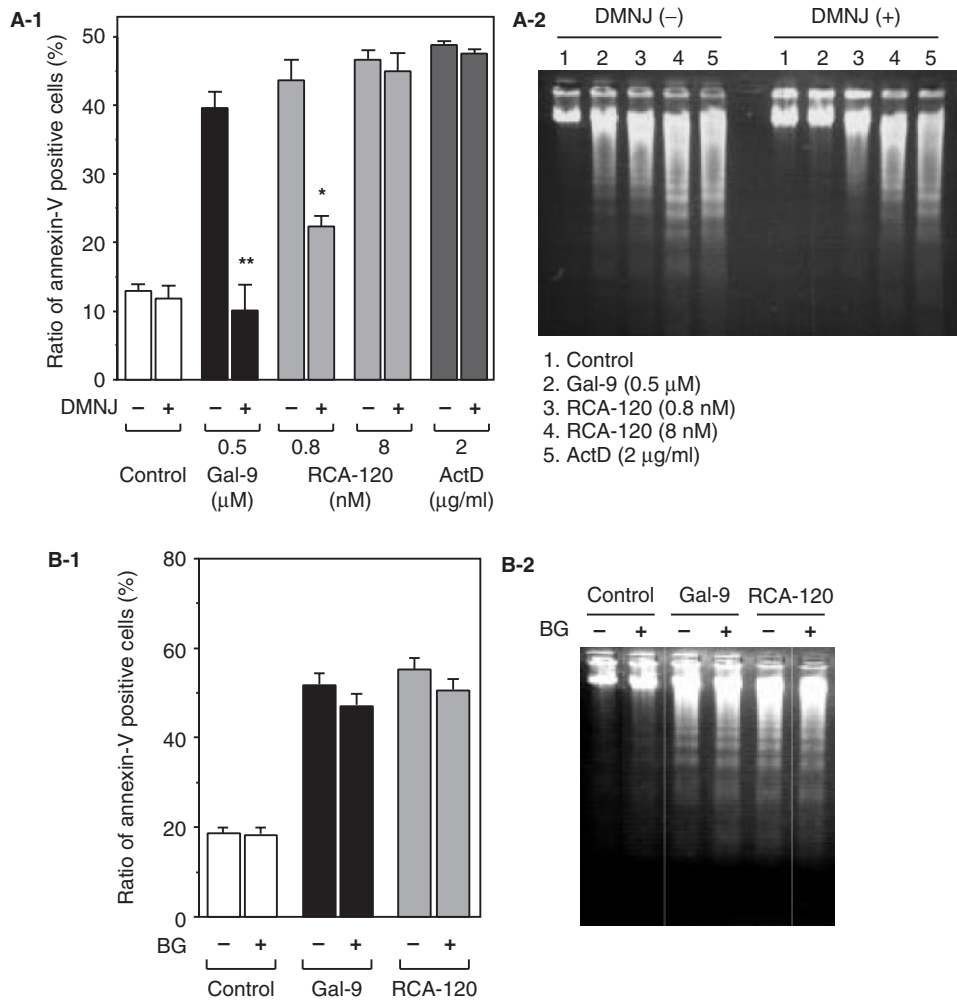 A-1
Ratio of annexin-V positive cells (%)
50
40
30
20
10
0
**
*
DMNJ − + − + − + − + − +
0.5 0.8 8 2
Control Gal-9 RCA-120 ActD
(μM) (nM) (μg/ml)
A-2
DMNJ (−) DMNJ (+)
1 2 3 4 5 1 2 3 4 5
1. Control
2. Gal-9 (0.5 μM)
3. RCA-120 (0.8 nM)
4. RCA-120 (8 nM)
5. ActD (2 μg/ml)
B-1
Ratio of annexin-V positive cells (%)
80
60
40
20
0
BG − + − + − +
Control Gal-9 RCA-120
B-2
Control Gal-9 RCA-120
BG − + − + − +